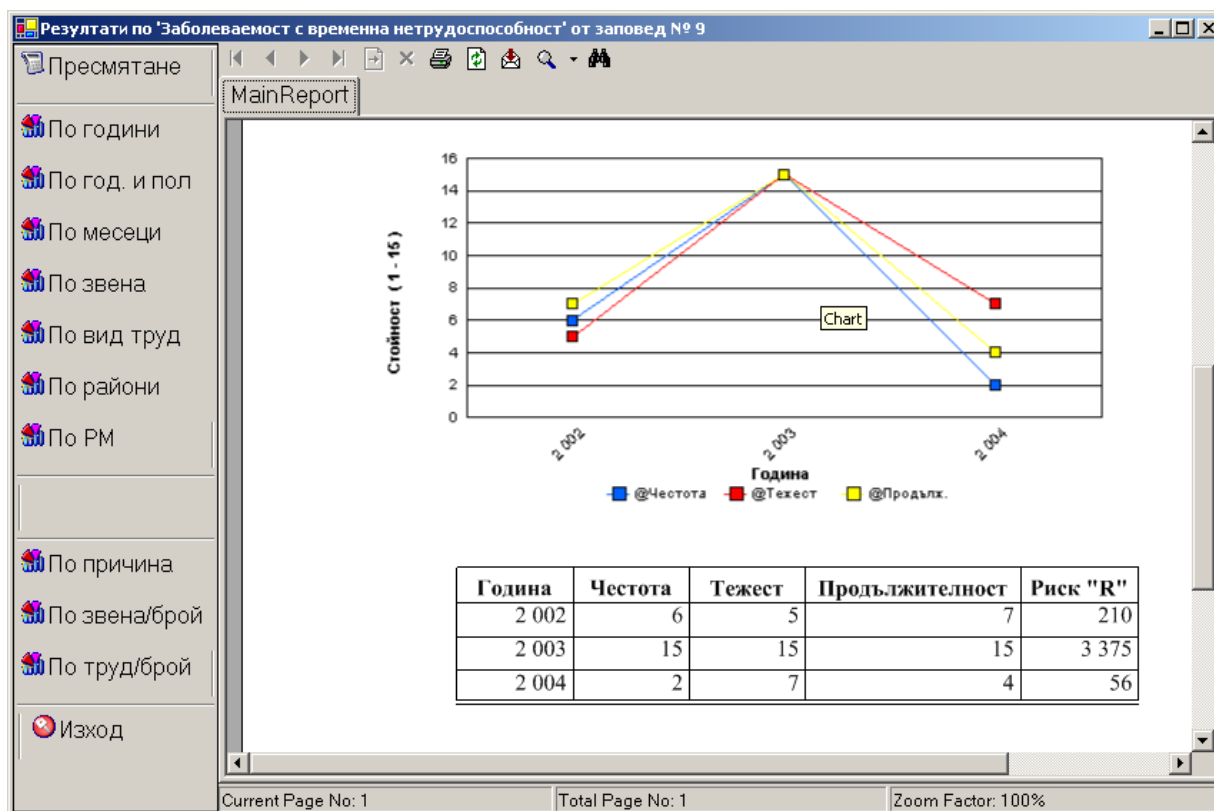 Резултати по 'Заболеваемост с временна нетрудоспособност' от заповед № 9
Пресмятане
По години
По год. и пол
По месеци
По звена
По вид труд
По райони
По РМ
По причина
По звена/брой
По труд/брой
Изход
MainReport
16
14
12
10
8
6
4
2
0
Стойност ( 1 - 15 )
Chart
2 002 2 003 2 004
Година
@Честота @Техест @Продълх.
Година Честота Тежест Продължителност Риск "R"
2 002 6 5 7 210
2 003 15 15 15 3 375
2 004 2 7 4 56
Current Page No: 1 Total Page No: 1 Zoom Factor: 100%